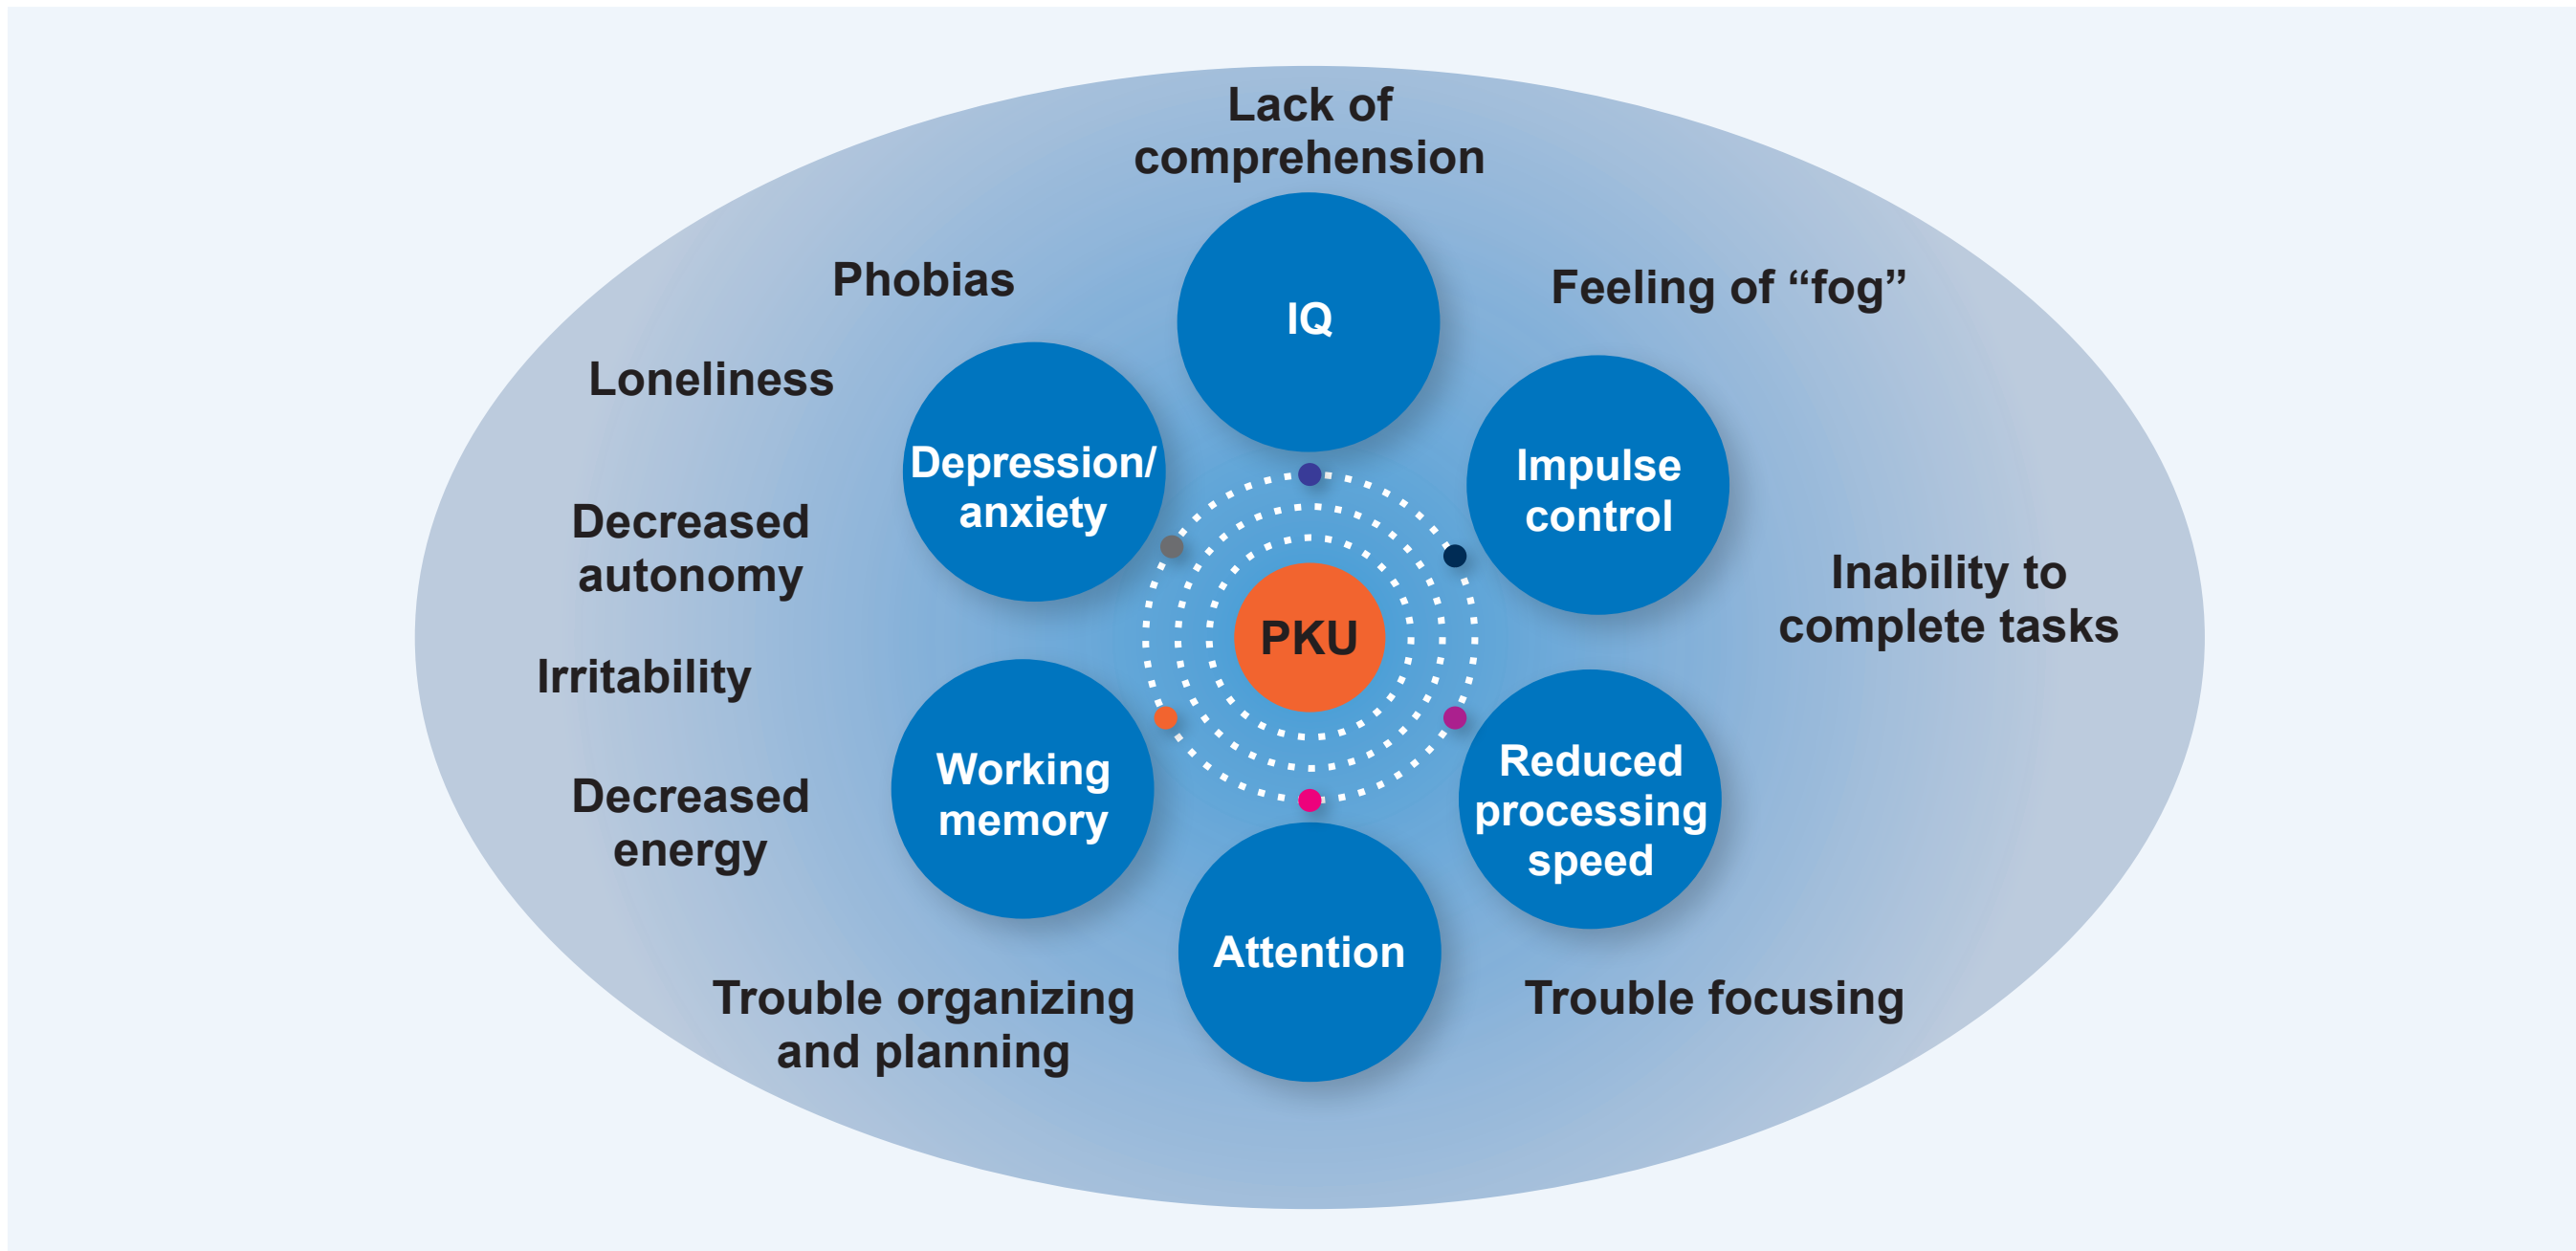 Lack of
comprehension
Phobias
IQ
Feeling of “fog”
Loneliness
Depression/
anxiety
Impulse
control
Decreased
autonomy
PKU
Inability to
complete tasks
Irritability
Working
memory
Reduced
processing
speed
Decreased
energy
Attention
Trouble organizing
and planning
Trouble focusing